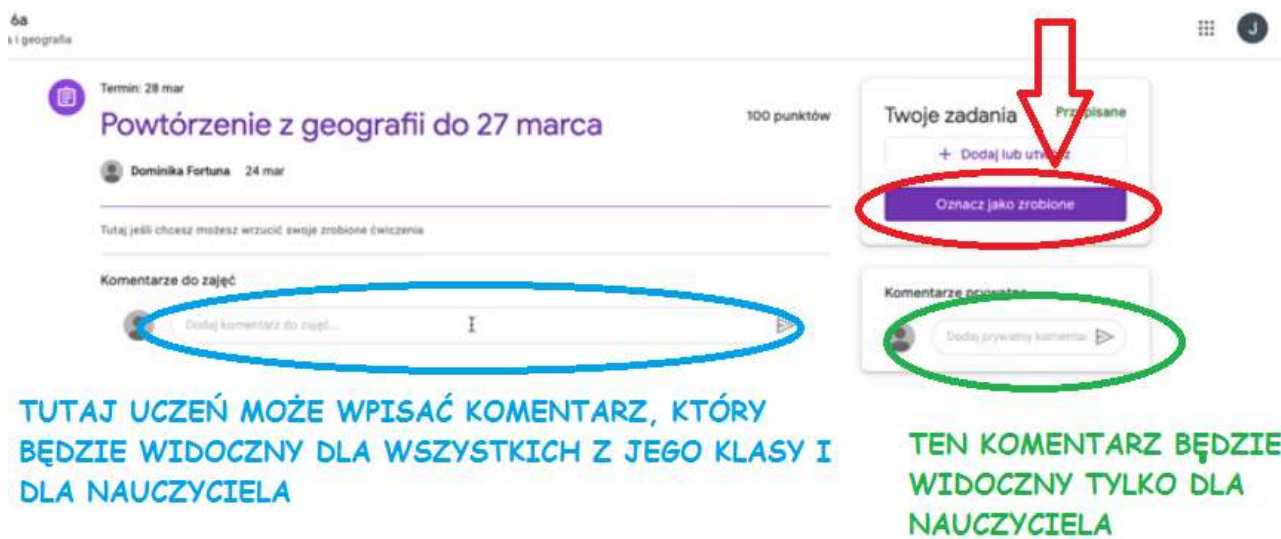 6a
a i geografia
J
Termin: 28 mar
Powtórzenie z geografii do 27 marca
100 punktów
Dominika Fortuna 24 mar
Tutaj jeśli chcesz możesz wrzucić swoje zrobione ćwiczenia
Komentarze do zajęć
Dodaj komentarz do zajęć...
Twoje zadania Przypisane
+ Dodaj lub utwórz
Oznacz jako zrobione
Komentarze prywatne
Dodaj prywatny komentar
TUTAJ UCZEŃ MOŻE WPISAĆ KOMENTARZ, KTÓRY
BĘDZIE WIDOCZNY DLA WSZYSTKICH Z JEGO KLASY I
DLA NAUCZYCIELA
TEN KOMENTARZ BĘDZIE
WIDOCZNY TYLKO DLA
NAUCZYCIELA